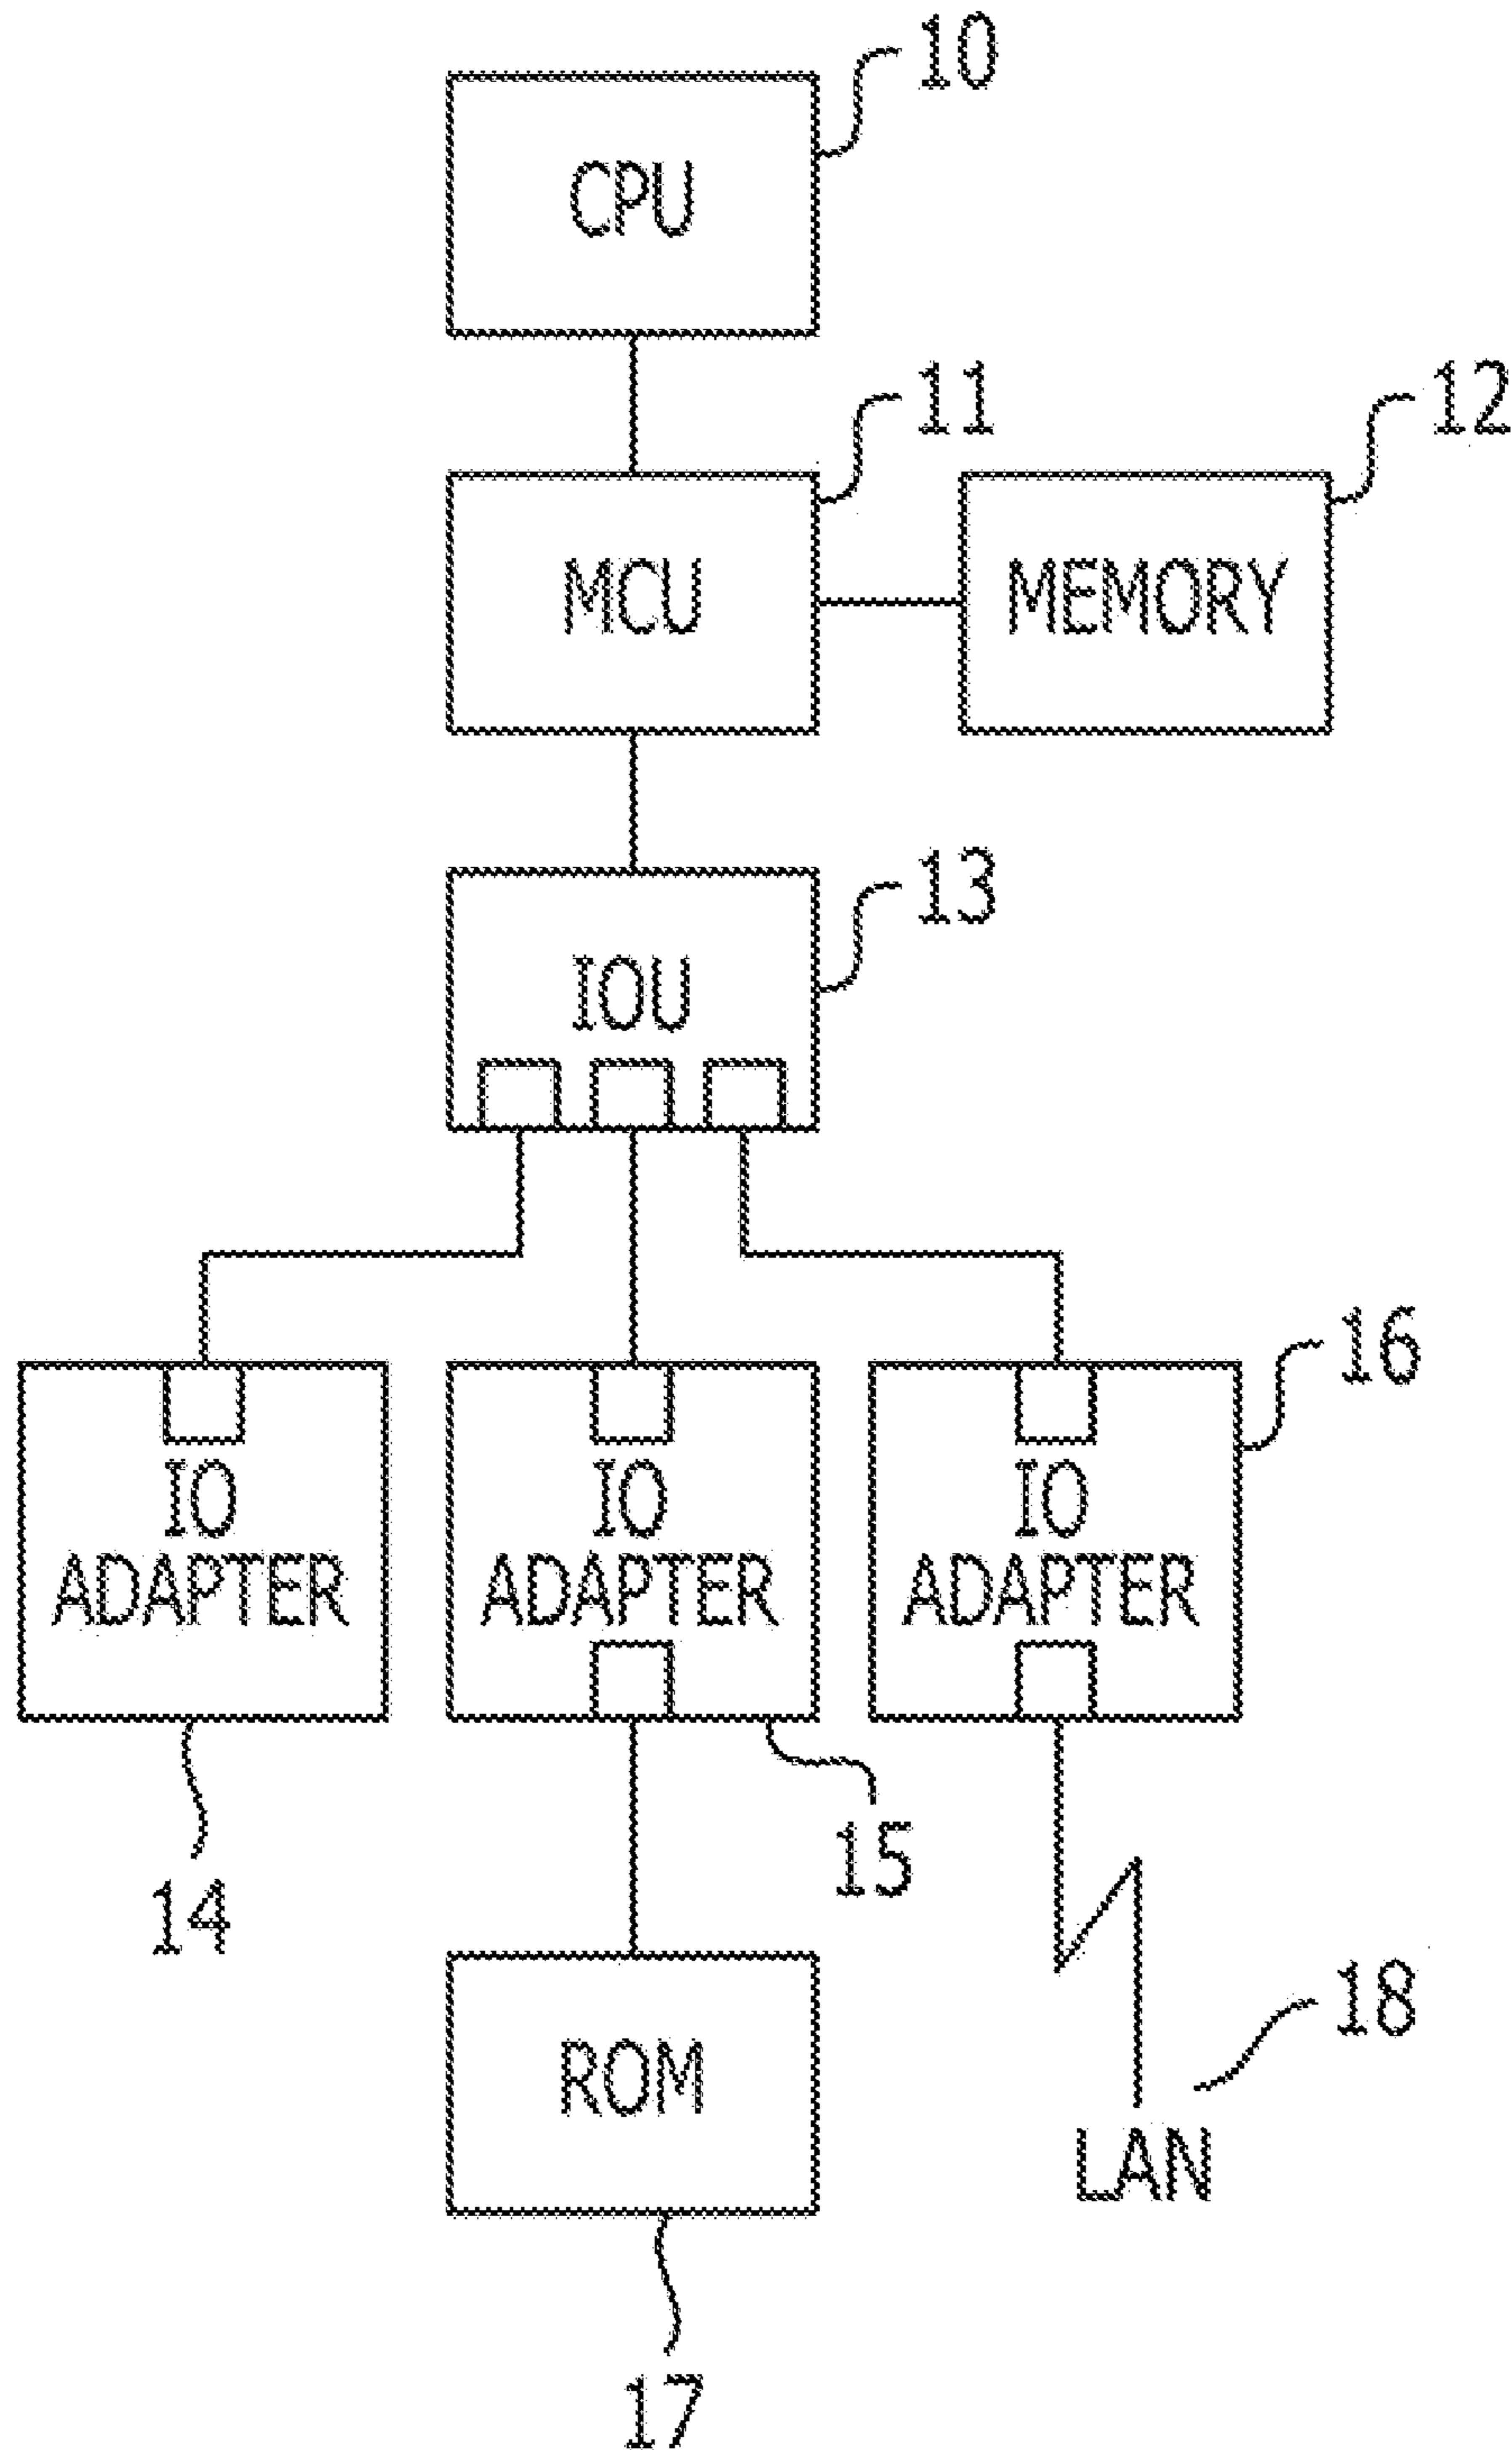 10
CPU
11
12
MCU
MEMORY
13
IOU
16
IO
ADAPTER
IO
ADAPTER
IO
ADAPTER
15
14
18
ROM
LAN
17